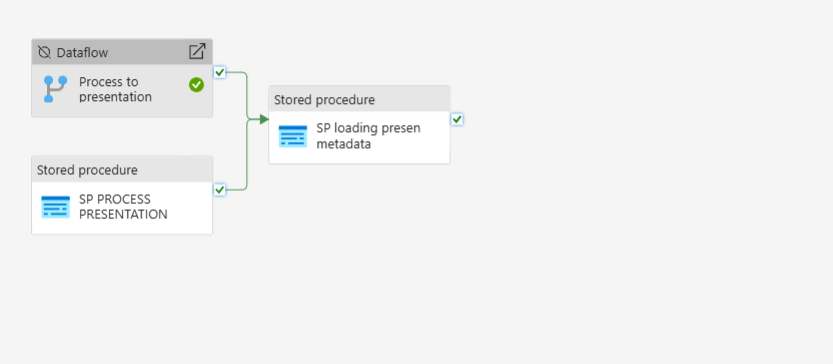 Dataflow
Process to
presentation
Stored procedure
SP loading presen
metadata
Stored procedure
SP PROCESS
PRESENTATION